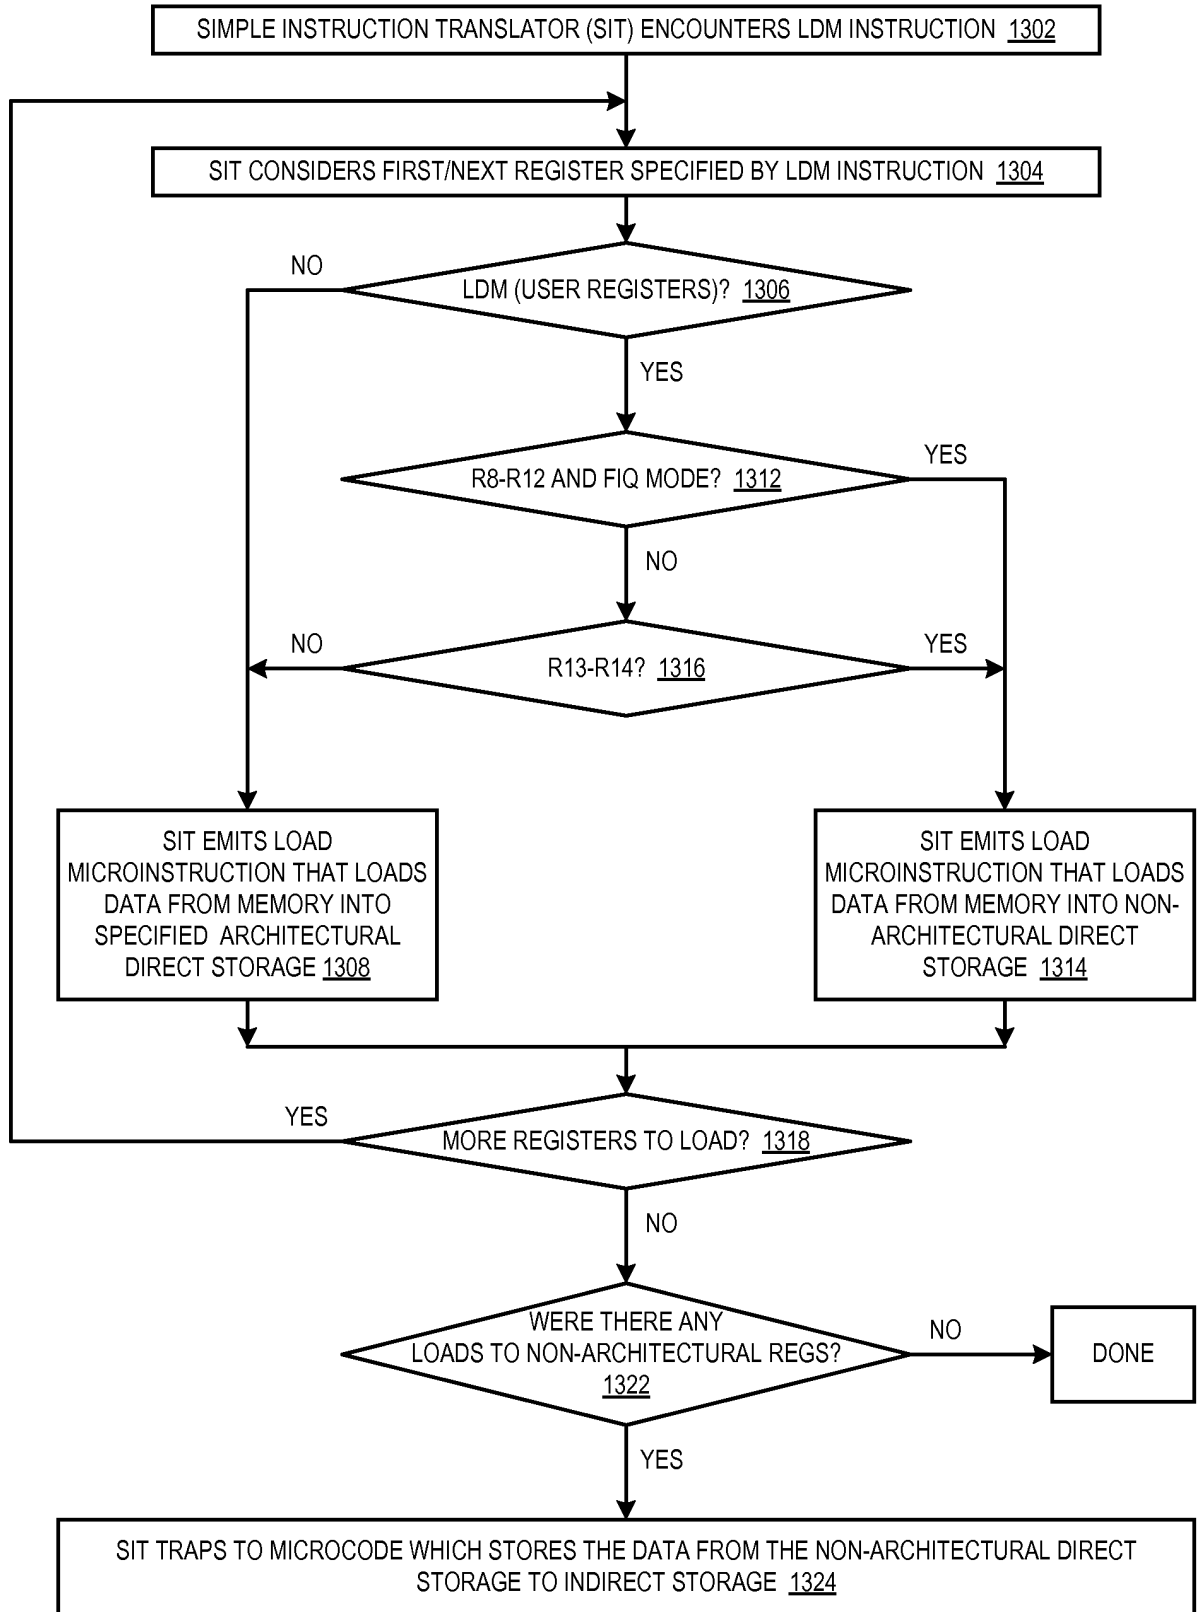 SIMPLE INSTRUCTION TRANSLATOR (SIT) ENCOUNTERS LDM INSTRUCTION 1302
SIT CONSIDERS FIRST/NEXT REGISTER SPECIFIED BY LDM INSTRUCTION 1304
NO
LDM (USER REGISTERS)? 1306
YES
YES
R8-R12 AND FIQ MODE? 1312
NO
NO
YES
R13-R14? 1316
SIT EMITS LOAD
MICROINSTRUCTION THAT LOADS
DATA FROM MEMORY INTO
SPECIFIED ARCHITECTURAL
DIRECT STORAGE 1308
SIT EMITS LOAD
MICROINSTRUCTION THAT LOADS
DATA FROM MEMORY INTO NON-
ARCHITECTURAL DIRECT
STORAGE 1314
YES
MORE REGISTERS TO LOAD? 1318
NO
WERE THERE ANY
LOADS TO NON-ARCHITECTURAL REGS?
1322
NO
DONE
YES
SIT TRAPS TO MICROCODE WHICH STORES THE DATA FROM THE NON-ARCHITECTURAL DIRECT
STORAGE TO INDIRECT STORAGE 1324